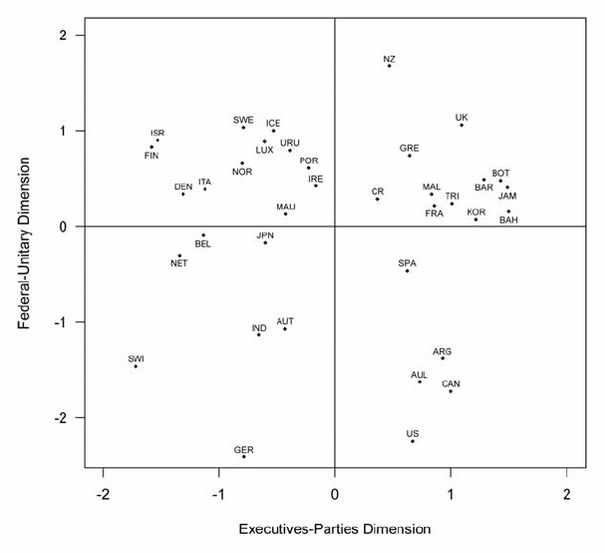 2
NZ
SWE
ICE
UK
1
ISR
LUX
URU
FIN
GRE
POR
NOR
IRE
BOT
DEN
ITA
CR
MAL
BAR
JAM
TRI
MAU
FRA
KOR
BAH
0
JPN
BEL
NET
SPA
-1
IND
AUT
SWI
ARG
AUL
CAN
-2
US
GER
-2 -1 0 1 2
Executives-Parties Dimension
Federal-Unitary Dimension